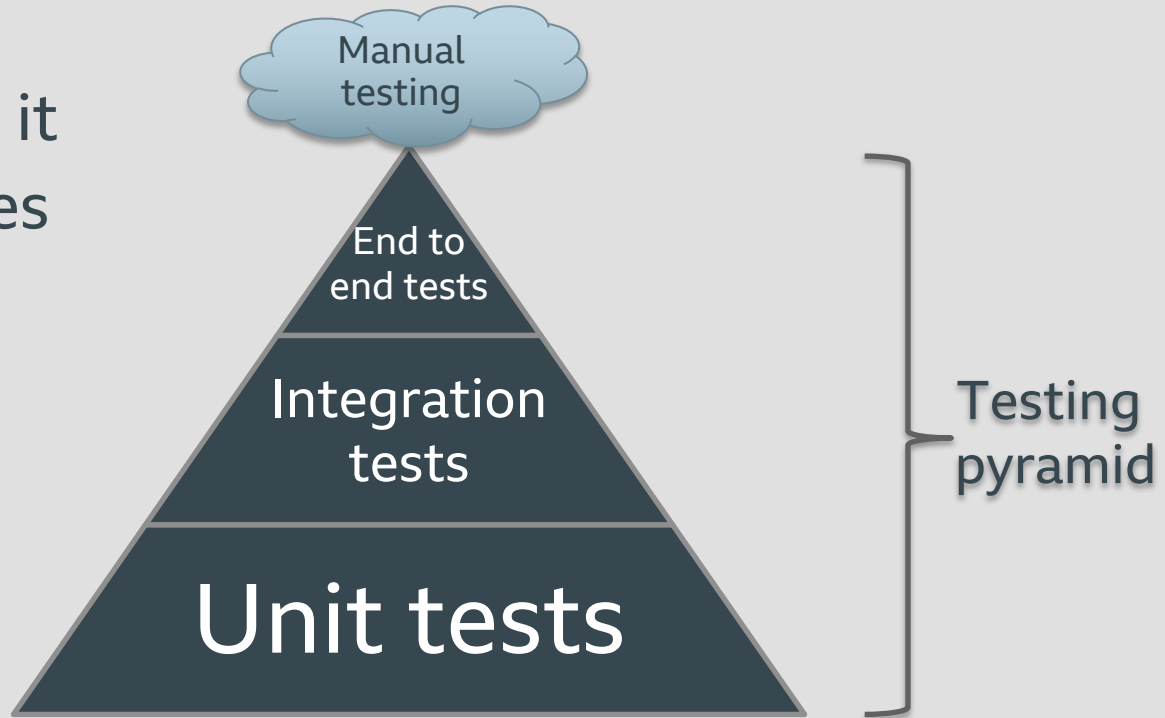 Manual
testing
it
es
End to
end tests
Integration
tests
Testing
pyramid
Unit tests